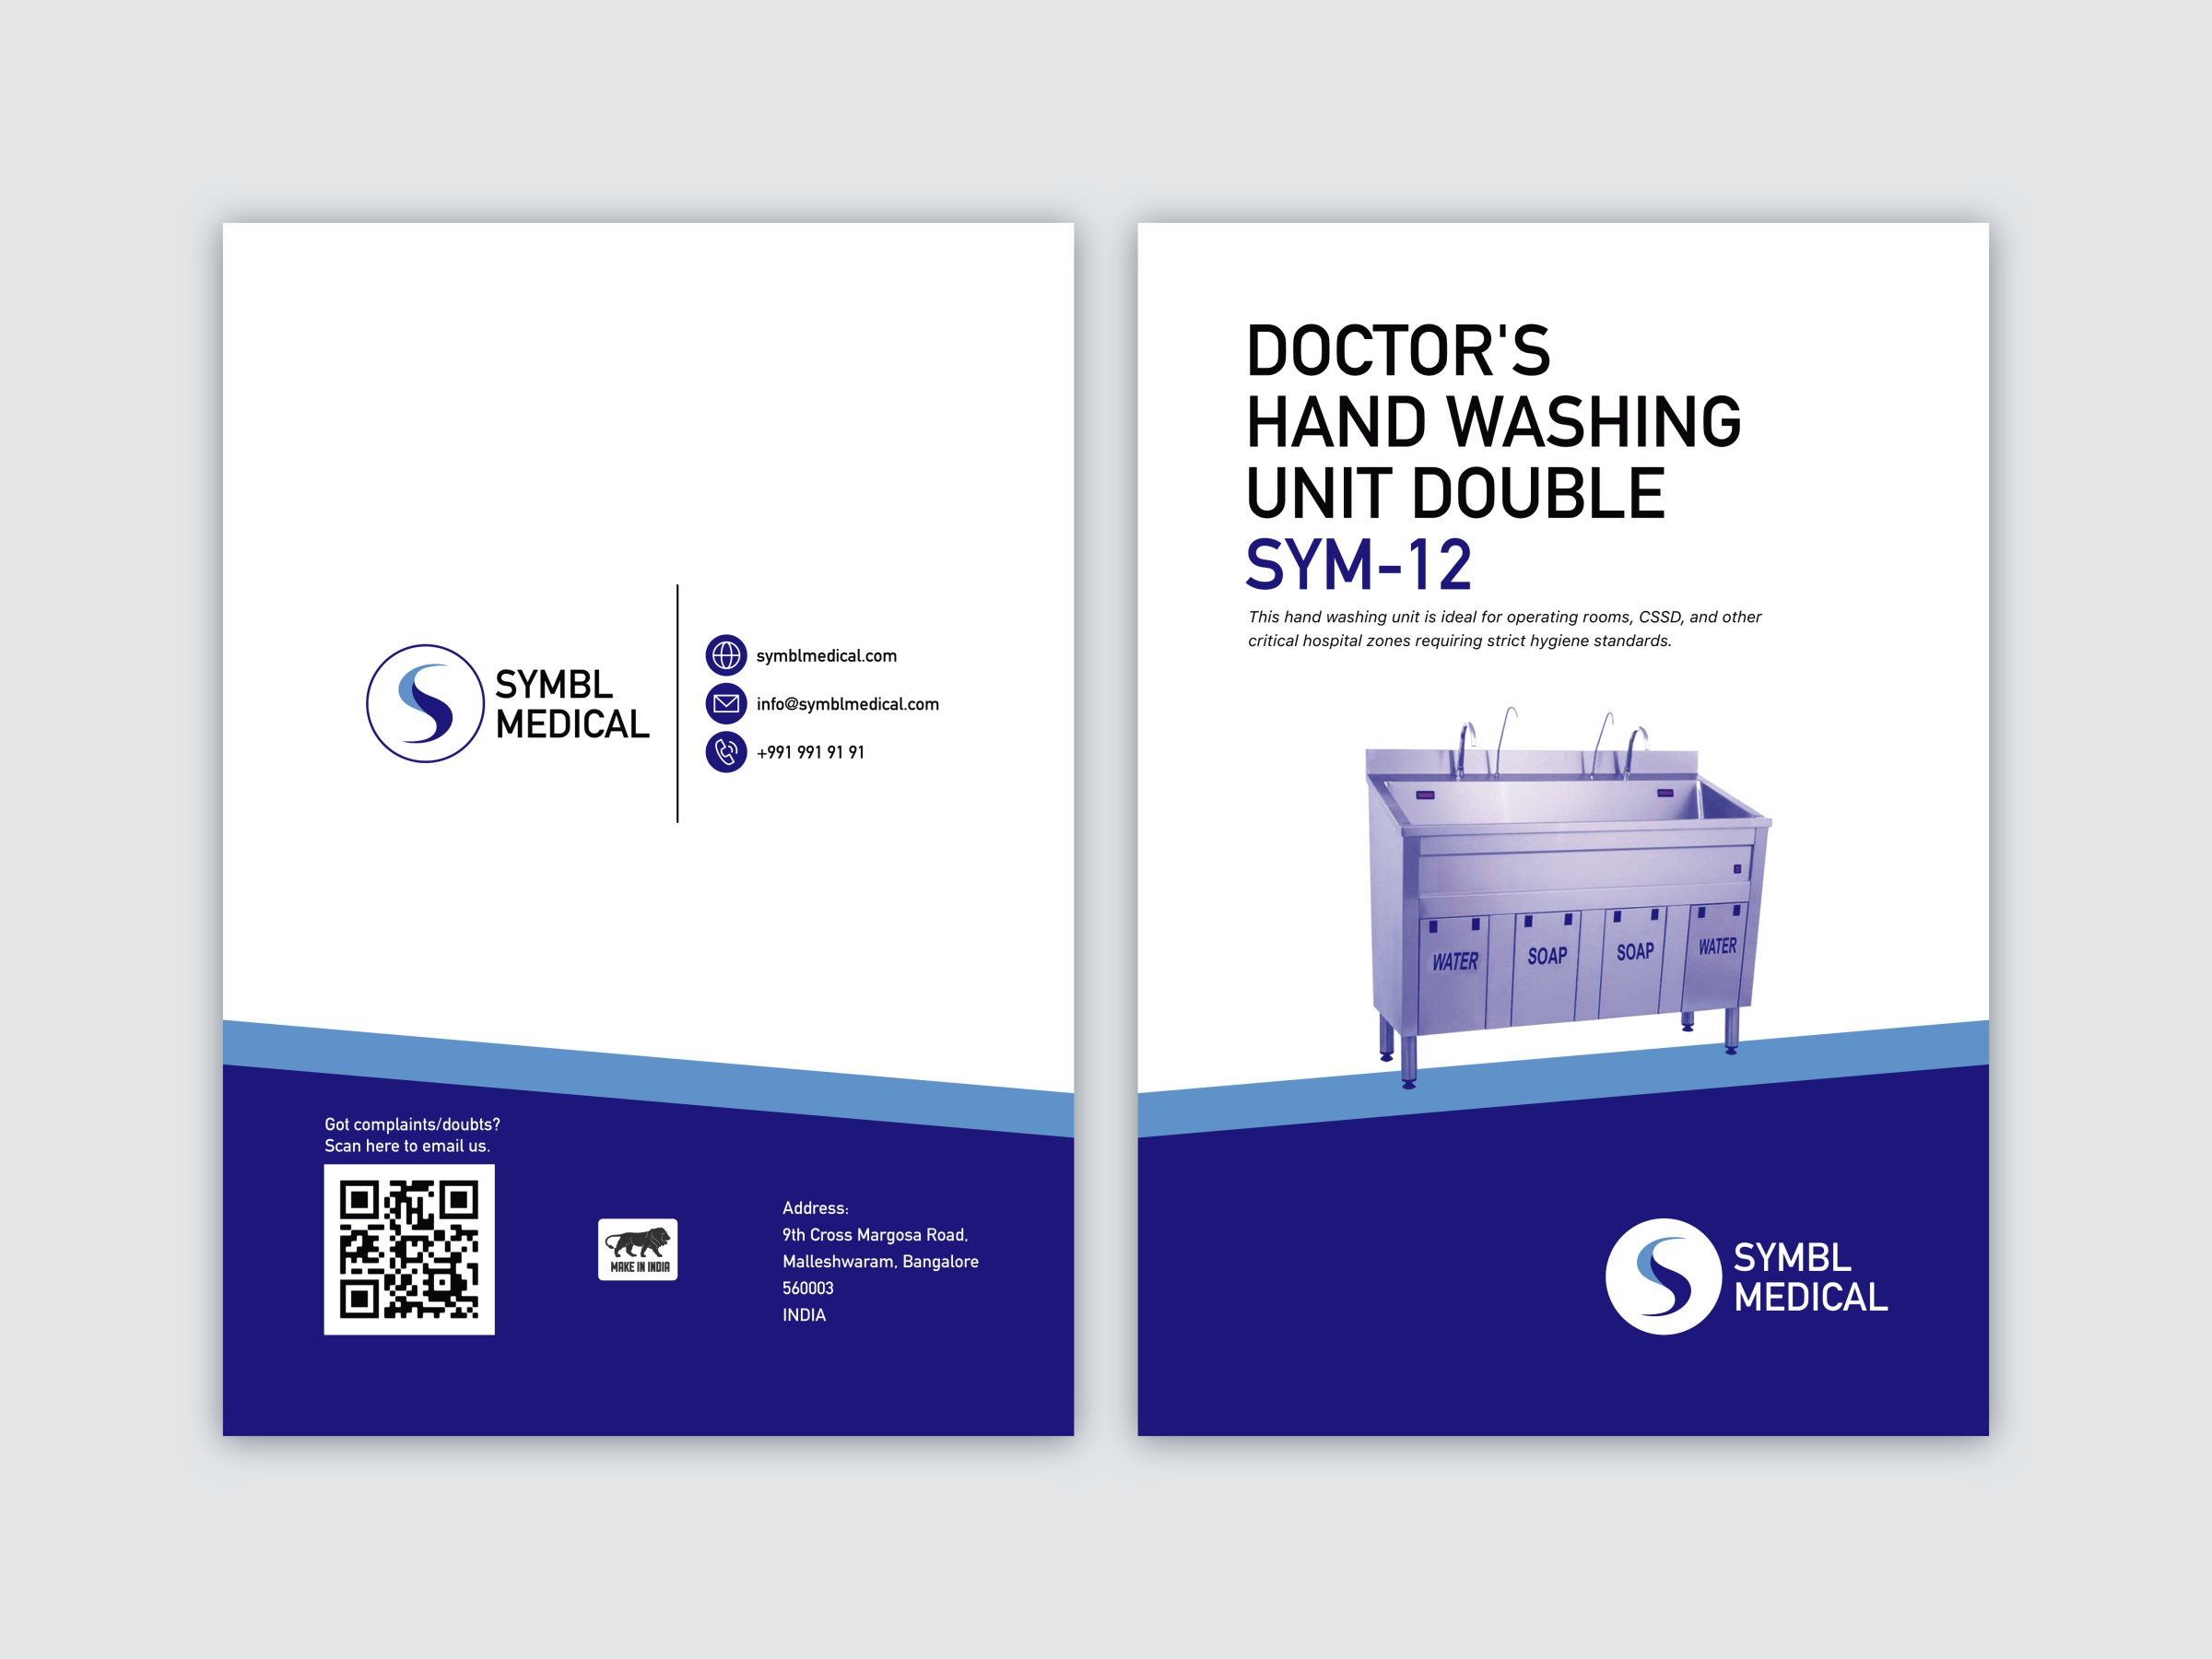 SYMBL
MEDICAL
symblmedical.com
info@symblmedical.com
+991 991 91 91
Got complaints/doubts?
Scan here to email us.
MAKE IN INDIA
Address:
9th Cross Margosa Road,
Malleshwaram, Bangalore
560003
INDIA
DOCTOR'S
HAND WASHING
UNIT DOUBLE
SYM-12
This hand washing unit is ideal for operating rooms, CSSD, and other
critical hospital zones requiring strict hygiene standards.
WATER
SOAP
SOAP
WATER
SYMBL
MEDICAL